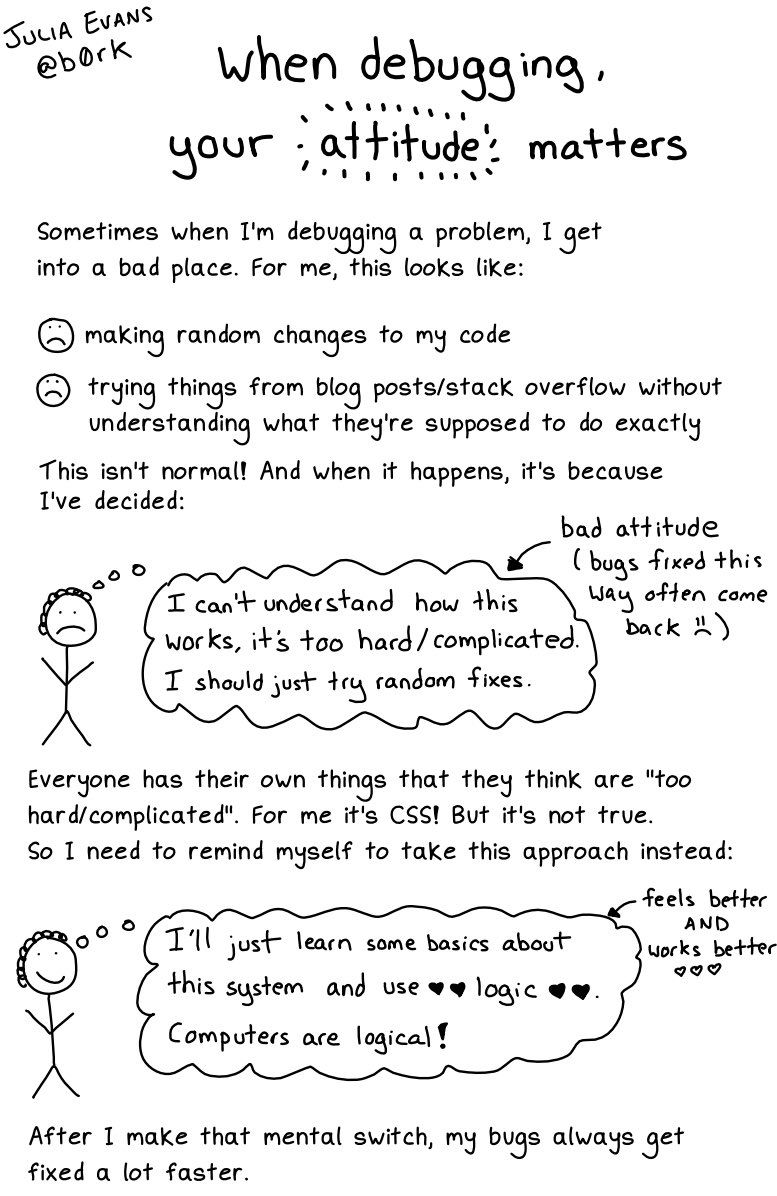 JULIA EVANS
@b0rk
When debugging,
your attitude matters
Sometimes when I'm debugging a problem, I get
into a bad place. For me, this looks like:
making random changes to my code
trying things from blog posts/stack overflow without
understanding what they're supposed to do exactly
This isn't normal! And when it happens, it's because
I've decided:
bad attitude
(bugs fixed this
way often come
back )
I can't understand how this
works, it's too hard/complicated.
I should just try random fixes.
Everyone has their own things that they think are "too
hard/complicated". For me it's CSS! But it's not true.
So I need to remind myself to take this approach instead:
feels better
AND
works better
♡♡♡
I'll just learn some basics about
this system and use ♥♥ logic ♥♥.
Computers are logical!
After I make that mental switch, my bugs always get
fixed a lot faster.